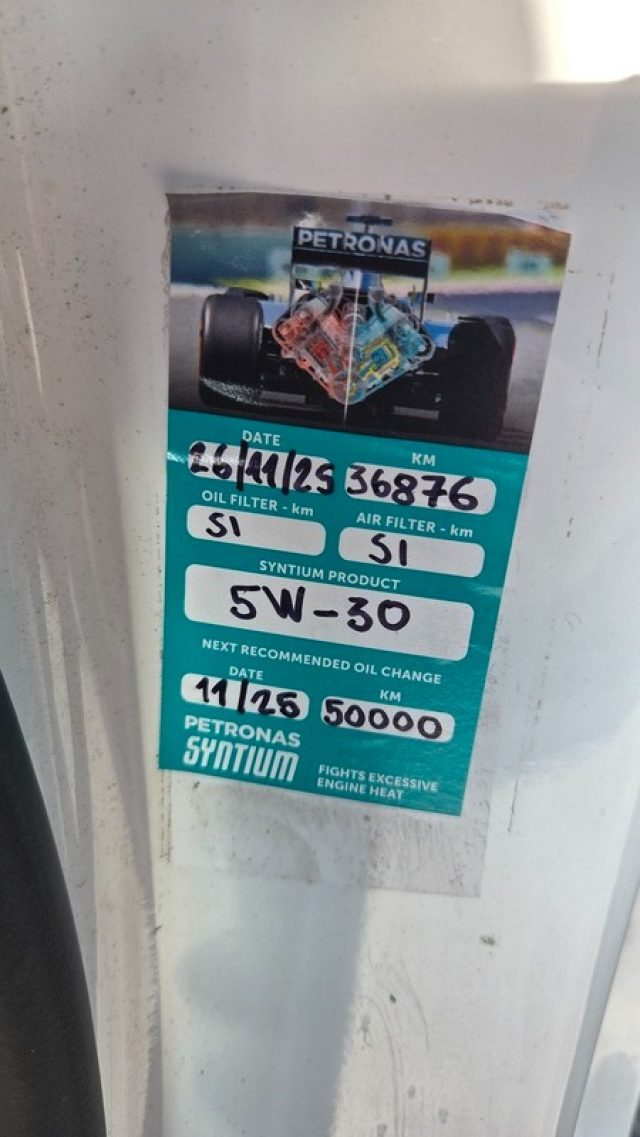 PETRONAS
DATE KM
26/11/25 36876
OIL FILTER - km AIR FILTER - km
SI SI
SYNTIUM PRODUCT
5W-30
NEXT RECOMMENDED OIL CHANGE
DATE KM
11/26 50000
PETRONAS
SYNTIUM
FIGHTS EXCESSIVE
ENGINE HEAT